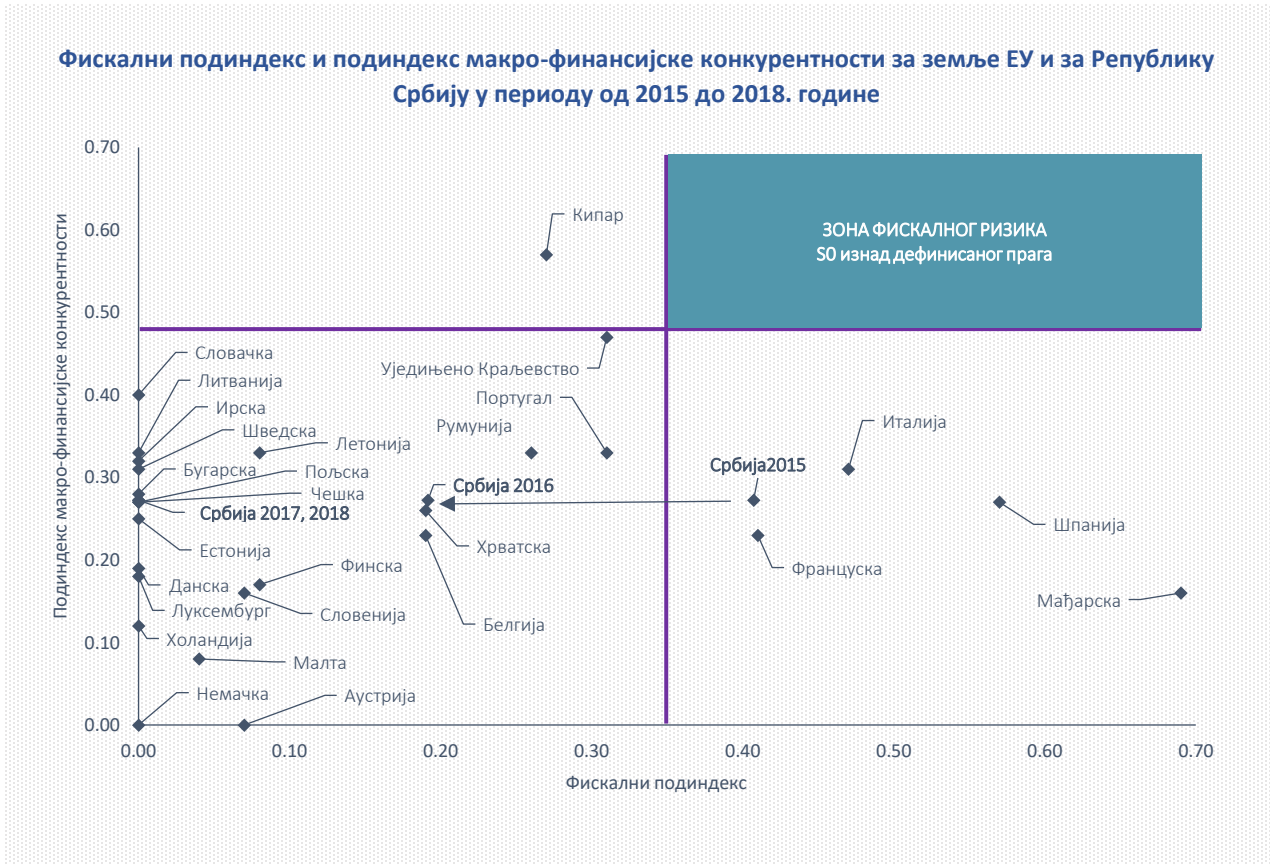 Фискални подиндекс и подиндекс макро-финансијске конкурентности за земље ЕУ и за Републику
Србију у периоду од 2015 до 2018. године
Подиндекс макро-финансијске конкурентности
0.70
0.60
0.50
0.40
0.30
0.20
0.10
0.00
Кипар
ЗОНА ФИСКАЛНОГ РИЗИКА
S0 изнад дефинисаног прага
Словачка
Уједињено Краљевство
Литванија
Португал
Ирска
Италија
Румунија
Шведска
Летонија
Србија2015
Бугарска
Пољска
Србија 2016
Чешка
Србија 2017, 2018
Шпанија
Хрватска
Естонија
Финска
Француска
Данска
Мађарска
Луксембург
Словенија
Белгија
Холандија
Малта
Немачка
Аустрија
0.00 0.10 0.20 0.30 0.40 0.50 0.60 0.70
Фискални подиндекс